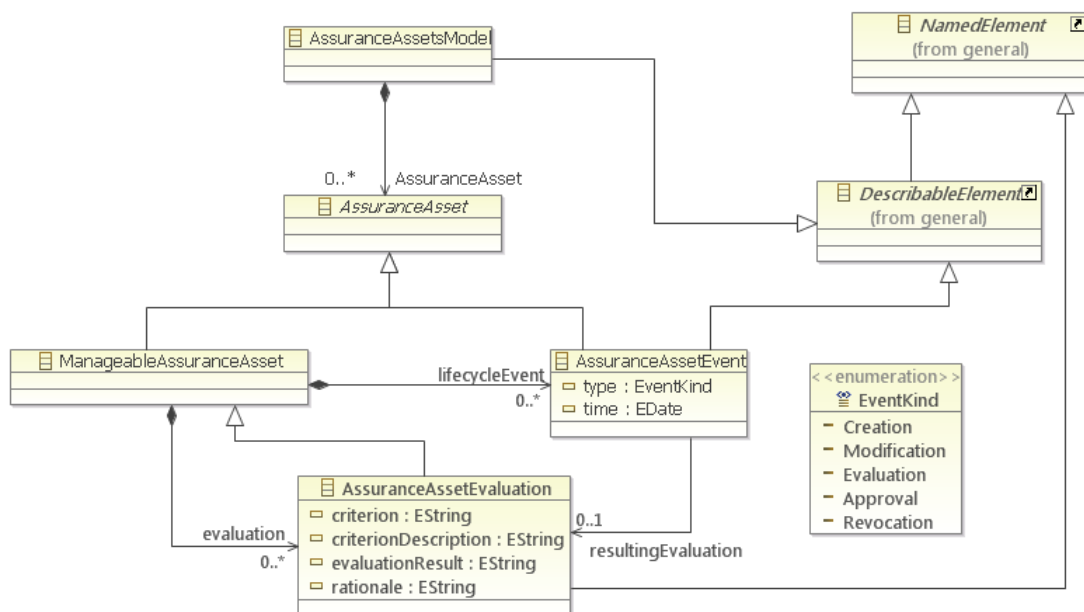 AssuranceAssetsModel
NamedElement
(from general)
0..*
AssuranceAsset
AssuranceAsset
DescribableElement
(from general)
ManageableAssuranceAsset
lifecycleEvent
0..*
AssuranceAssetEvent
type : EventKind
time : EDate
<<enumeration>>
EventKind
Creation
Modification
Evaluation
Approval
Revocation
evaluation
0..*
AssuranceAssetEvaluation
criterion : EString
criterionDescription : EString
evaluationResult : EString
rationale : EString
0..1
resultingEvaluation